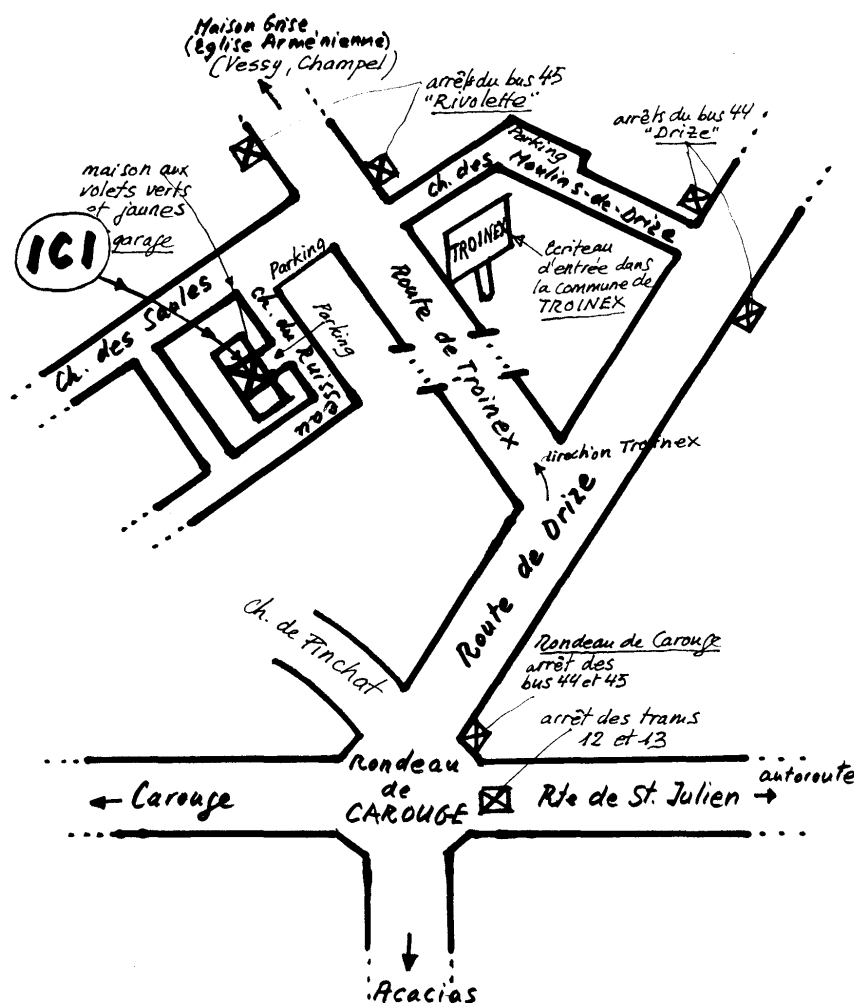 Maison Grise
(Eglise Arménienne)
(Vessy, Champel)
arrêts du bus 45
"Rivolette"
arrêts du bus 44
"Drize"
Parking
ch. des Moulins-de-Drize
maison aux
volets verts
et jaunes
garage
ICI
TROINEX
Ecriteau
d'entrée dans
la commune de
TROINEX
Parking
Ch. des Saules
ch. du Ruisseau
Parking
Route de Troinex
direction Troinex
Route de Drize
Ch. de Pinchat
Rondeau de Carouge
arrêt des
bus 44 et 45
arrêt des trams
12 et 13
Rondeau
de
CAROUGE
Carouge
Rte de St. Julien
autoroute
Acacias